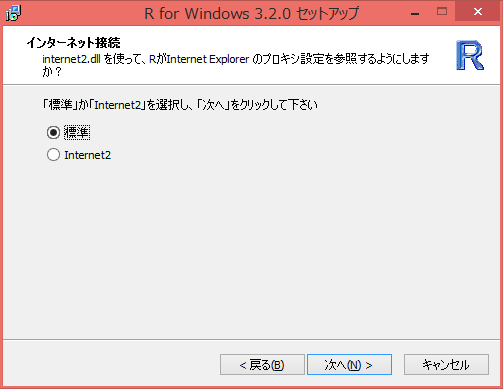 R for Windows 3.2.0 セットアップ
インターネット接続
internet2.dll を使って、RがInternet Explorer のプロキシ設定を参照するようにします
か？
R
「標準」か「Internet2」を選択し、「次へ」をクリックして下さい
標準
Internet2
< 戻る(B)
次へ(N) >
キャンセル